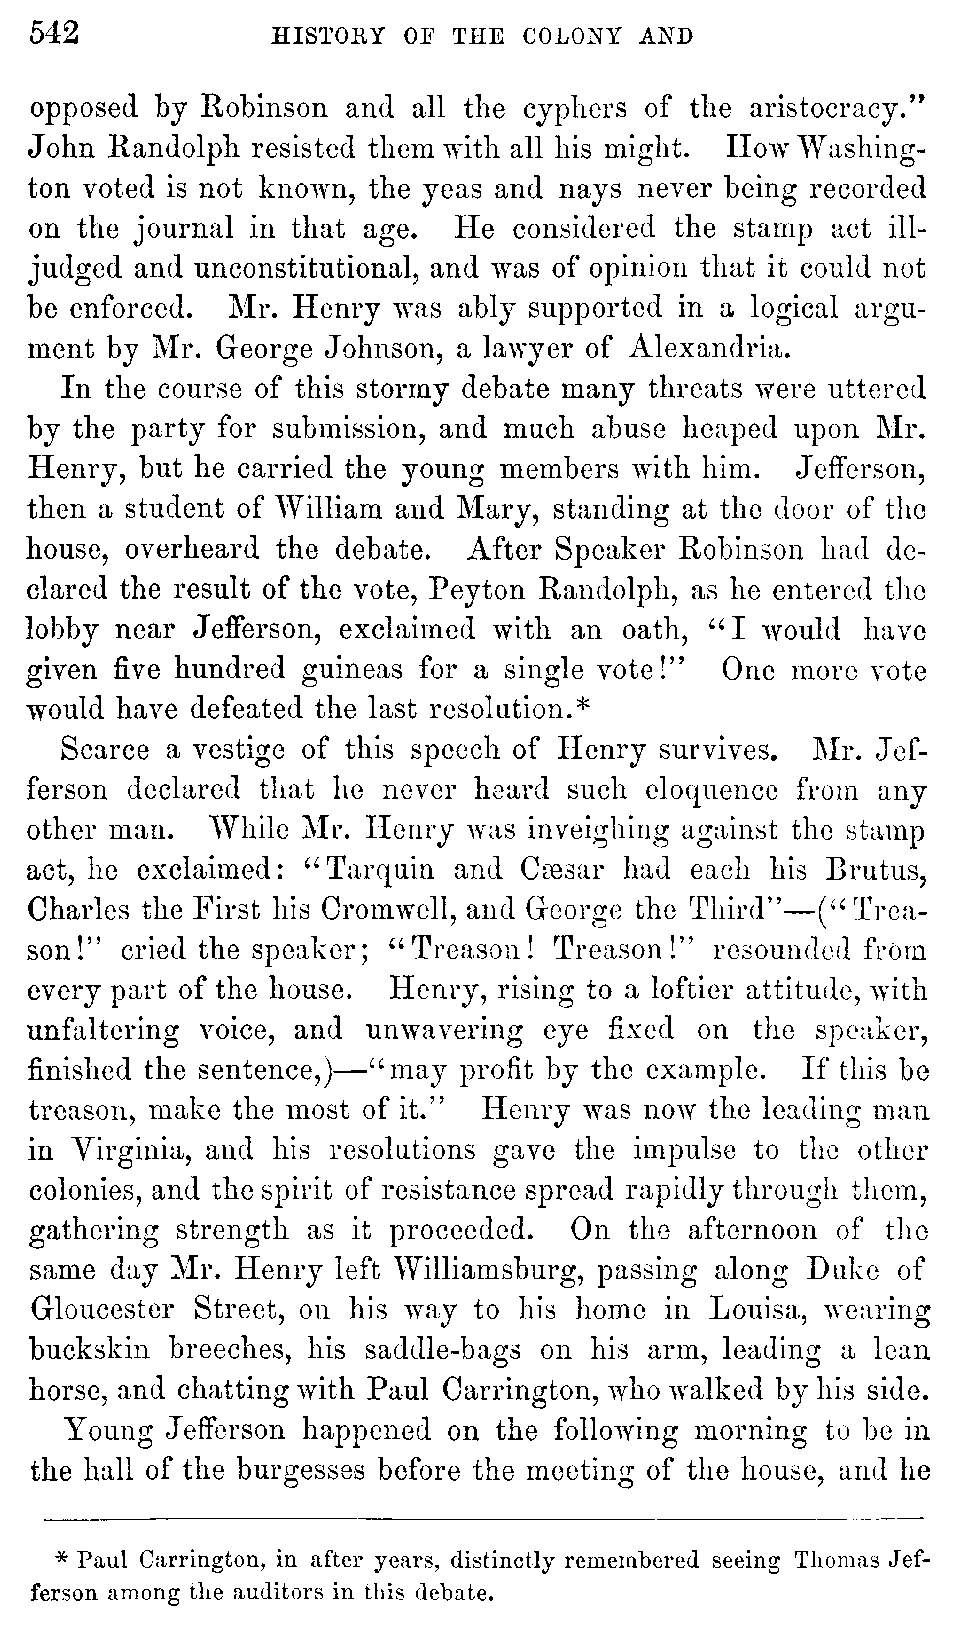 542 HISTORY OF THE COLONY AND
opposed by Robinson and all the cyphers of the aristocracy."
John Randolph resisted them with all his might. How Washing-
ton voted is not known, the yeas and nays never being recorded
on the journal in that age. He considered the stamp act ill-
judged and unconstitutional, and was of opinion that it could not
be enforced. Mr. Henry was ably supported in a logical argu-
ment by Mr. George Johnson, a lawyer of Alexandria.
In the course of this stormy debate many threats were uttered
by the party for submission, and much abuse heaped upon Mr.
Henry, but he carried the young members with him. Jefferson,
then a student of William and Mary, standing at the door of the
house, overheard the debate. After Speaker Robinson had de-
clared the result of the vote, Peyton Randolph, as he entered the
lobby near Jefferson, exclaimed with an oath, "I would have
given five hundred guineas for a single vote!" One more vote
would have defeated the last resolution.*
Scarce a vestige of this speech of Henry survives. Mr. Jef-
ferson declared that he never heard such eloquence from any
other man. While Mr. Henry was inveighing against the stamp
act, he exclaimed: "Tarquin and Cæsar had each his Brutus,
Charles the First his Cromwell, and George the Third"—("Trea-
son!" cried the speaker; "Treason! Treason!" resounded from
every part of the house. Henry, rising to a loftier attitude, with
unfaltering voice, and unwavering eye fixed on the speaker,
finished the sentence,)—"may profit by the example. If this be
treason, make the most of it." Henry was now the leading man
in Virginia, and his resolutions gave the impulse to the other
colonies, and the spirit of resistance spread rapidly through them,
gathering strength as it proceeded. On the afternoon of the
same day Mr. Henry left Williamsburg, passing along Duke of
Gloucester Street, on his way to his home in Louisa, wearing
buckskin breeches, his saddle-bags on his arm, leading a lean
horse, and chatting with Paul Carrington, who walked by his side.
Young Jefferson happened on the following morning to be in
the hall of the burgesses before the meeting of the house, and he
* Paul Carrington, in after years, distinctly remembered seeing Thomas Jef-
ferson among the auditors in this debate.